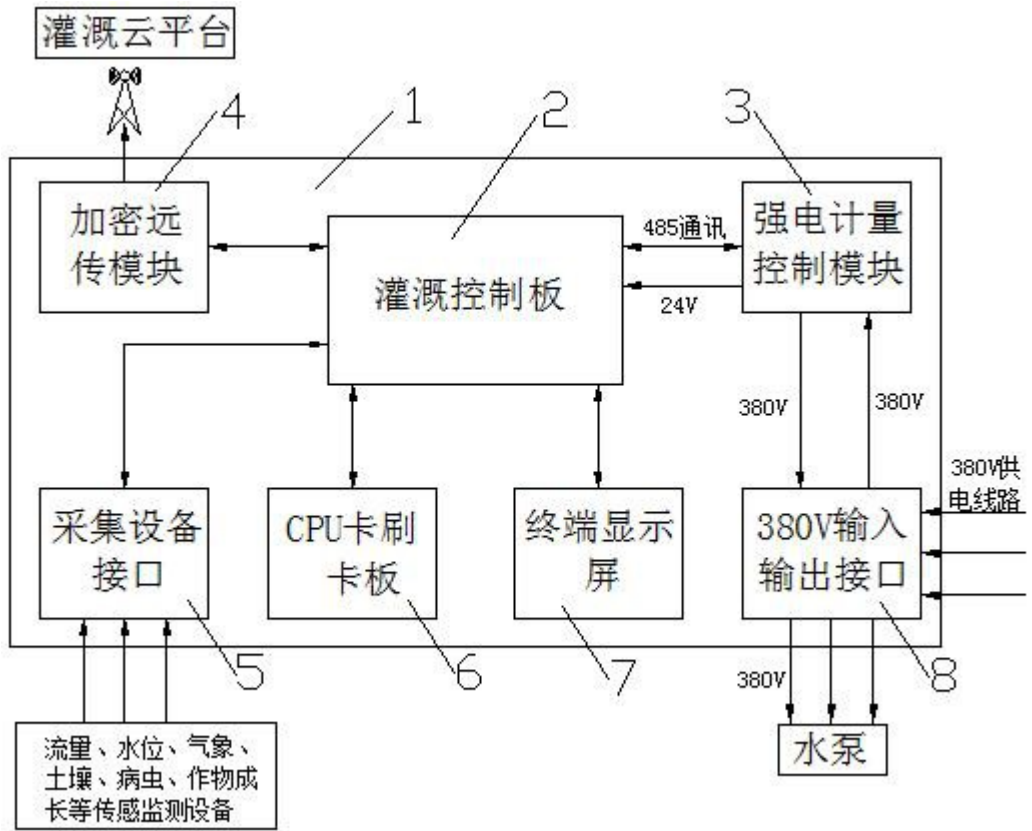 灌溉云平台
4
1
2
3
加密远
传模块
灌溉控制板
485通讯
24V
强电计量
控制模块
380V
380V
380V供
电线路
采集设备
接口
CPU卡刷
卡板
终端显示
屏
380V输入
输出接口
5
6
7
8
380V
流量、水位、气象、
土壤、病虫、作物成
长等传感监测设备
水泵